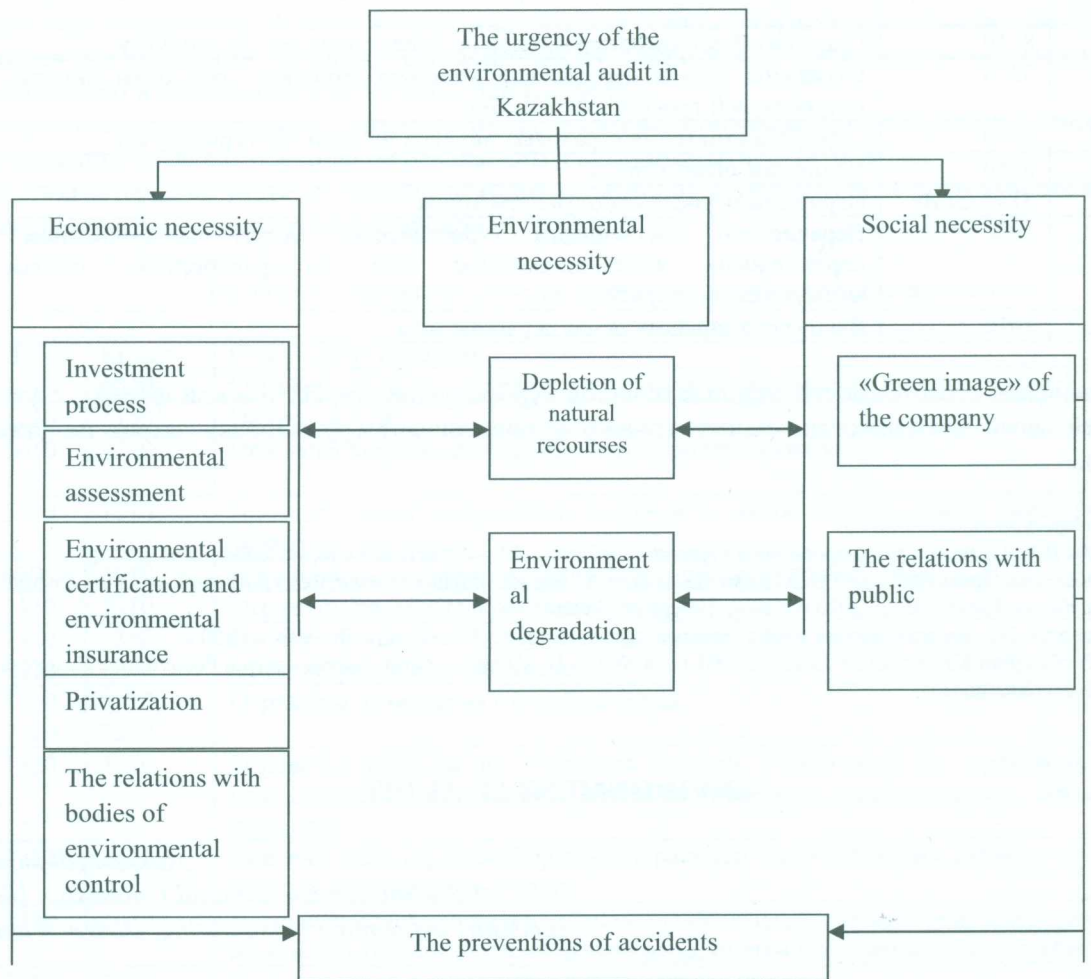 The urgency of the
environmental audit in
Kazakhstan
Economic necessity
Environmental
necessity
Social necessity
Investment
process
Environmental
assessment
Environmental
certification and
environmental
insurance
Privatization
The relations with
bodies of
environmental
control
Depletion of
natural
recourses
Environment
al
degradation
«Green image» of
the company
The relations with
public
The preventions of accidents